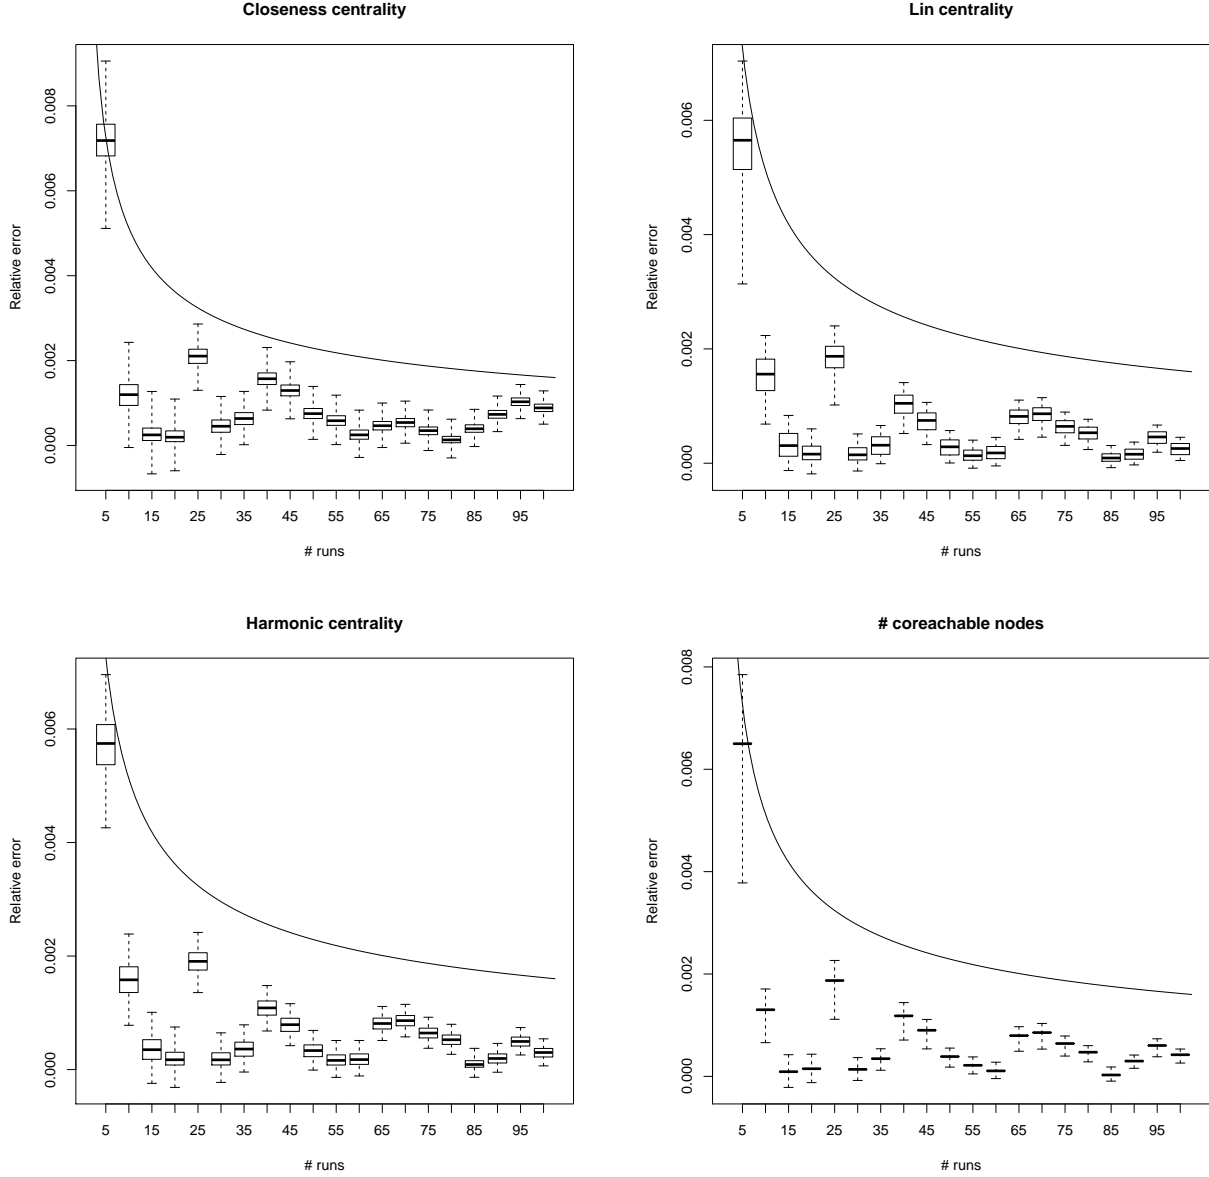 Closeness centrality
Relative error
0.000 0.002 0.004 0.006 0.008
5 15 25 35 45 55 65 75 85 95
# runs
Lin centrality
Relative error
0.000 0.002 0.004 0.006
5 15 25 35 45 55 65 75 85 95
# runs
Harmonic centrality
Relative error
0.000 0.002 0.004 0.006
5 15 25 35 45 55 65 75 85 95
# runs
# coreachable nodes
Relative error
0.000 0.002 0.004 0.006 0.008
5 15 25 35 45 55 65 75 85 95
# runs